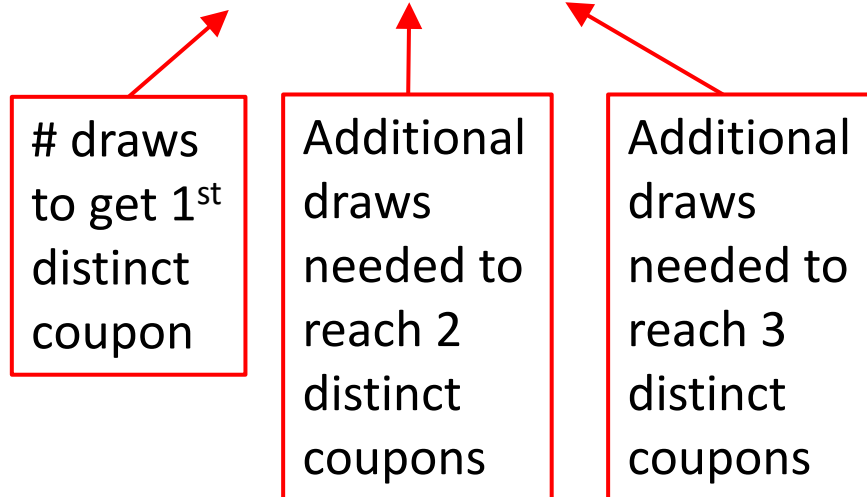 # draws
to get 1st
distinct
coupon
Additional
draws
needed to
reach 2
distinct
coupons
Additional
draws
needed to
reach 3
distinct
coupons